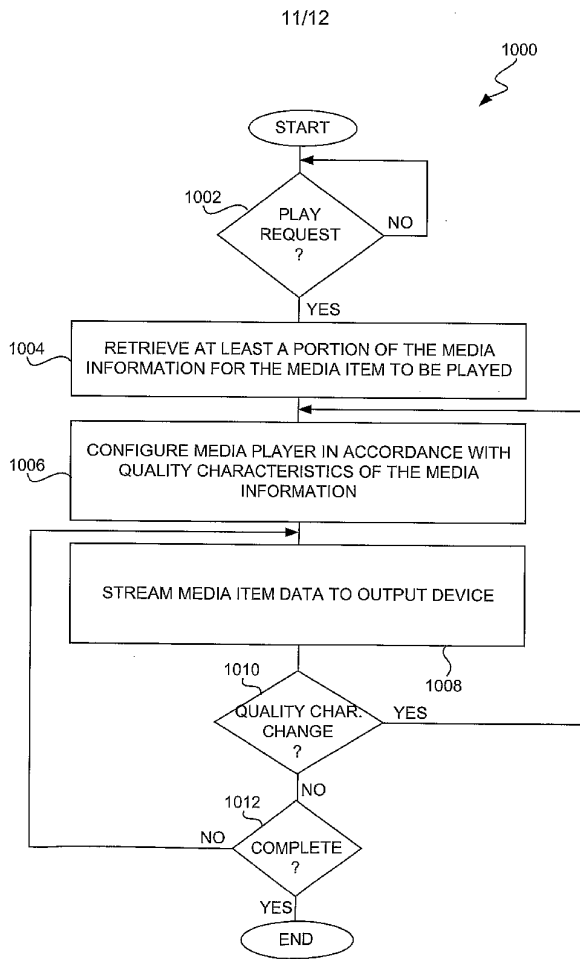 11/12
1000
START
1002
PLAY
REQUEST
?
NO
YES
1004
RETRIEVE AT LEAST A PORTION OF THE MEDIA
INFORMATION FOR THE MEDIA ITEM TO BE PLAYED
1006
CONFIGURE MEDIA PLAYER IN ACCORDANCE WITH
QUALITY CHARACTERISTICS OF THE MEDIA
INFORMATION
STREAM MEDIA ITEM DATA TO OUTPUT DEVICE
1008
1010
QUALITY CHAR.
CHANGE
?
YES
NO
1012
NO
COMPLETE
?
YES
END